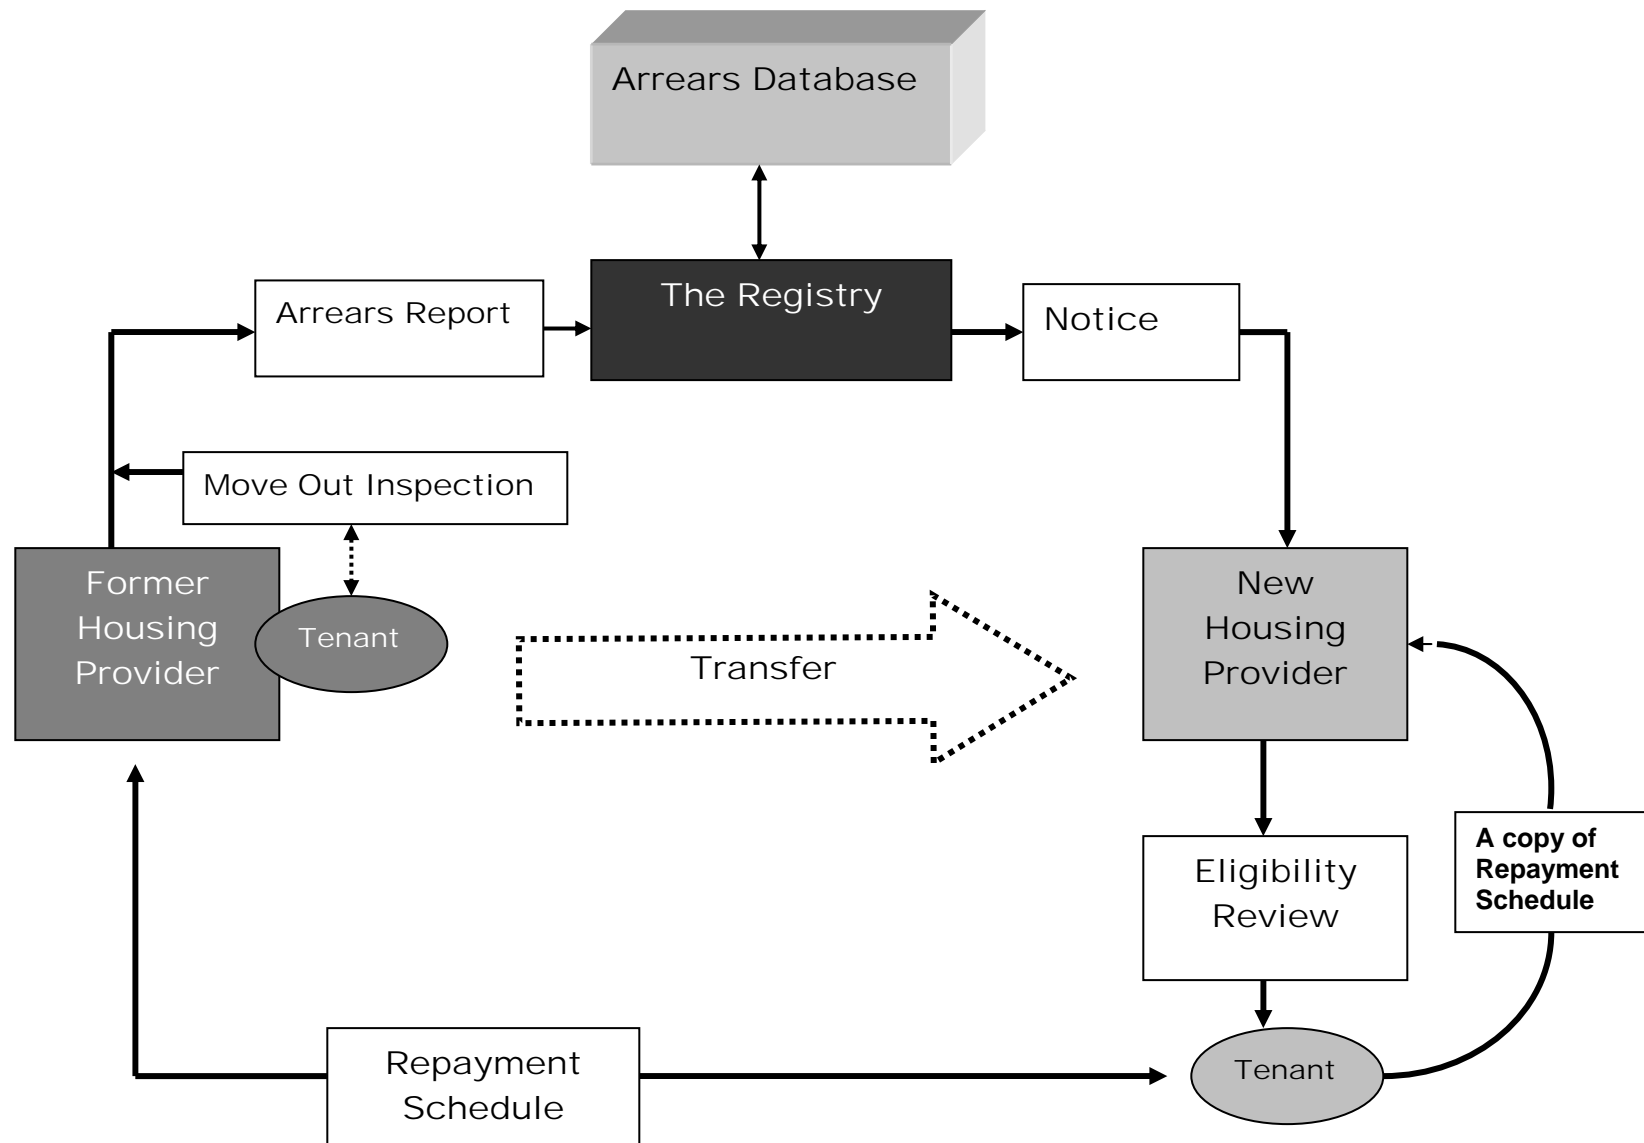 Arrears Database
Arrears Report
The Registry
Notice
Move Out Inspection
Former
Housing
Provider
Tenant
Transfer
New
Housing
Provider
Eligibility
Review
A copy of
Repayment
Schedule
Repayment
Schedule
Tenant